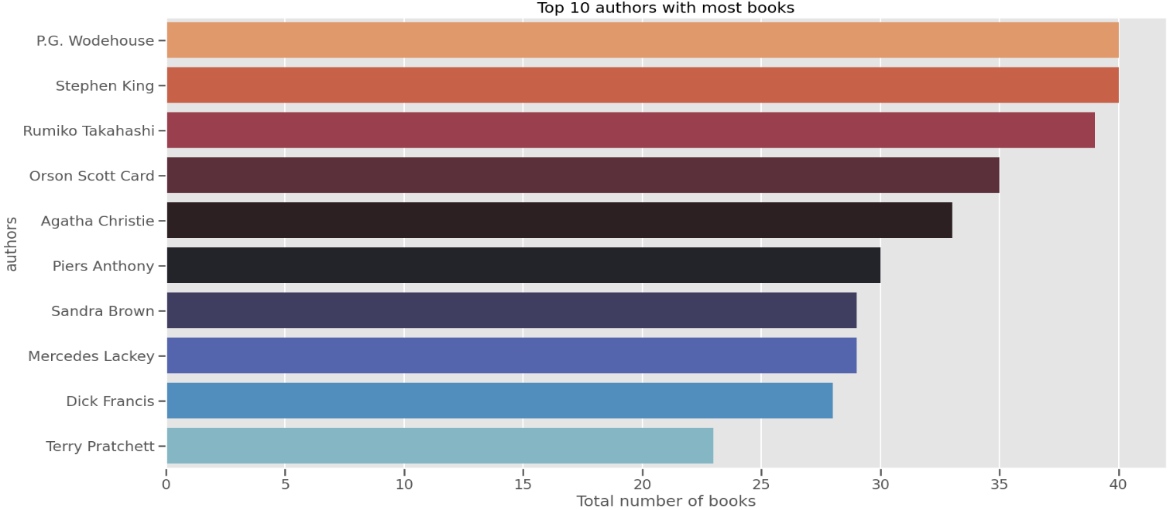 Top 10 authors with most books
authors
P.G. Wodehouse
Stephen King
Rumiko Takahashi
Orson Scott Card
Agatha Christie
Piers Anthony
Sandra Brown
Mercedes Lackey
Dick Francis
Terry Pratchett
0 5 10 15 20 25 30 35 40
Total number of books